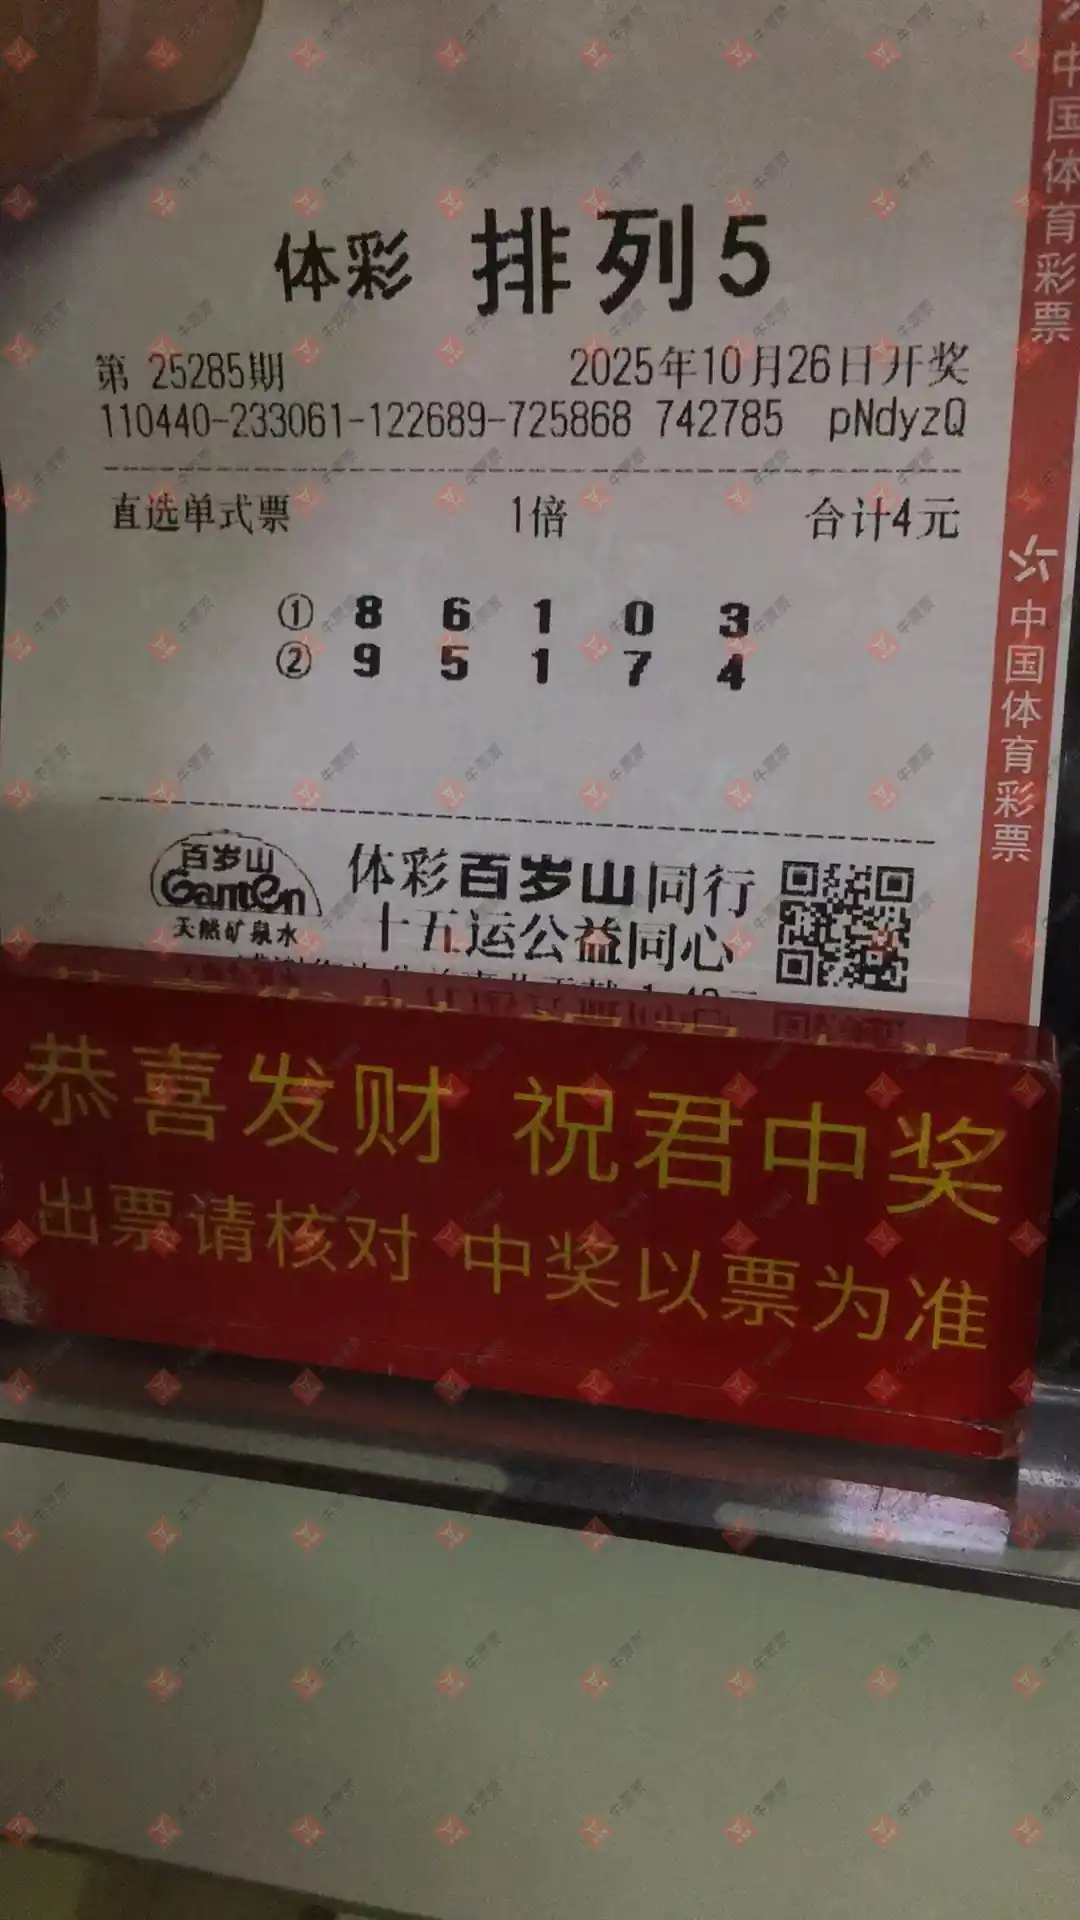 体彩 排列5
第 25285期 2025年10月26日开奖
110440-233061-122689-725868 742785 pNdyzQ
直选单式票 1倍 合计4元
① 8 6 1 0 3
② 9 5 1 7 4
百岁山
Ganten
天然矿泉水
体彩百岁山同行
十五运公益同心
中国体育彩票
中国体育彩票
恭喜发财 祝君中奖
出票请核对 中奖以票为准